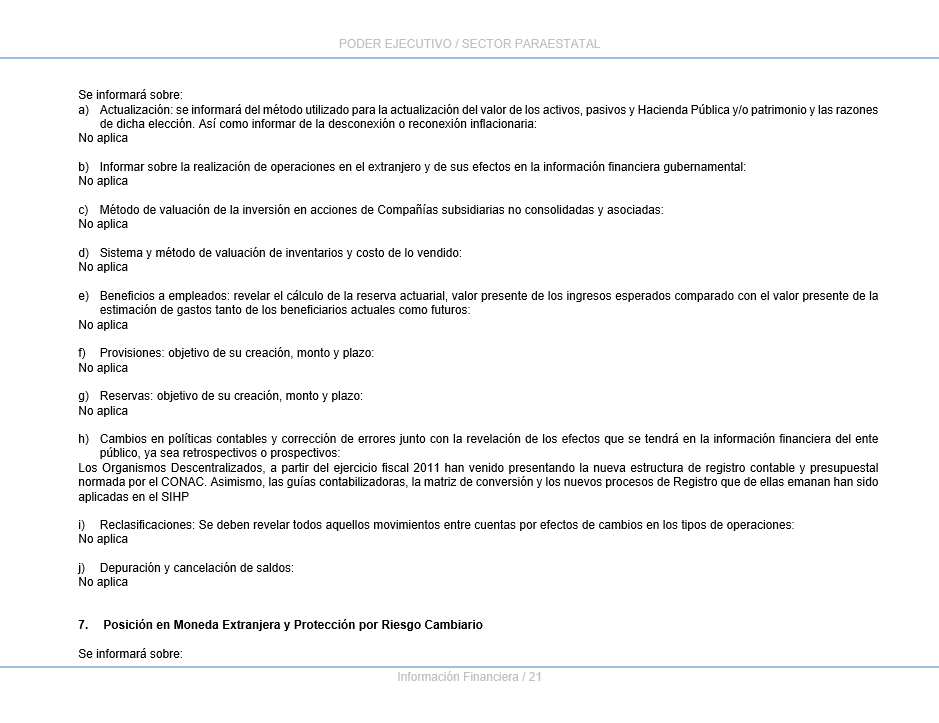 PODER EJECUTIVO / SECTOR PARAESTATAL
Se informará sobre:
a) Actualización: se informará del método utilizado para la actualización del valor de los activos, pasivos y Hacienda Pública y/o patrimonio y las razones
de dicha elección. Así como informar de la desconexión o reconexión inflacionaria:
No aplica
b) Informar sobre la realización de operaciones en el extranjero y de sus efectos en la información financiera gubernamental:
No aplica
c) Método de valuación de la inversión en acciones de Compañías subsidiarias no consolidadas y asociadas:
No aplica
d) Sistema y método de valuación de inventarios y costo de lo vendido:
No aplica
e) Beneficios a empleados: revelar el cálculo de la reserva actuarial, valor presente de los ingresos esperados comparado con el valor presente de la
estimación de gastos tanto de los beneficiarios actuales como futuros:
No aplica
f) Provisiones: objetivo de su creación, monto y plazo:
No aplica
g) Reservas: objetivo de su creación, monto y plazo:
No aplica
h) Cambios en políticas contables y corrección de errores junto con la revelación de los efectos que se tendrá en la información financiera del ente
público, ya sea retrospectivos o prospectivos:
Los Organismos Descentralizados, a partir del ejercicio fiscal 2011 han venido presentando la nueva estructura de registro contable y presupuestal
normada por el CONAC. Asimismo, las guías contabilizadoras, la matriz de conversión y los nuevos procesos de Registro que de ellas emanan han sido
aplicadas en el SIHP
i) Reclasificaciones: Se deben revelar todos aquellos movimientos entre cuentas por efectos de cambios en los tipos de operaciones:
No aplica
j) Depuración y cancelación de saldos:
No aplica
7. Posición en Moneda Extranjera y Protección por Riesgo Cambiario
Se informará sobre:
Información Financiera / 21